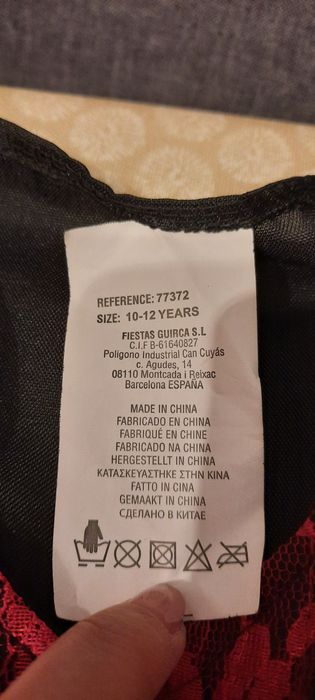 REFERENCE: 77372
SIZE: 10-12 YEARS
FIESTAS GUIRCA S.L
C.I.F B-61640827
Poligono Industrial Can Cuyás
c. Agudes, 14
08110 Montcada i Reixac
Barcelona ESPAÑA
MADE IN CHINA
FABRICADO EN CHINA
FABRIQUÉ EN CHINE
FABRICADO NA CHINA
HERGESTELLT IN CHINA
ΚΑΤΑΣΚΕΥΑΣΤΗΚΕ ΣΤΗΝ ΚΙΝΑ
FATTO IN CINA
GEMAAKT IN CHINA
СДЕЛАНО В КИТАЕ